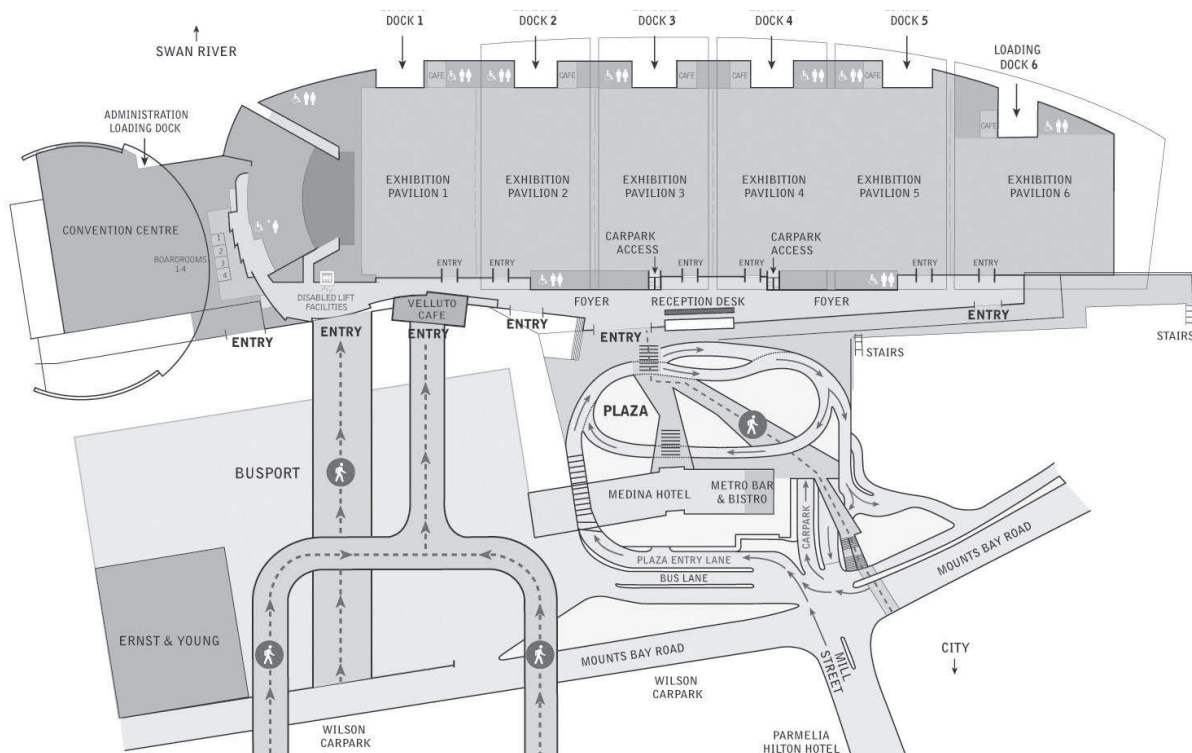 DOCK 1
DOCK 2
DOCK 3
DOCK 4
DOCK 5
SWAN RIVER
LOADING
DOCK 6
CAFE
CAFE
CAFE
CAFE
CAFE
CAFE
ADMINISTRATION
LOADING DOCK
EXHIBITION
PAVILION 1
EXHIBITION
PAVILION 2
EXHIBITION
PAVILION 3
EXHIBITION
PAVILION 4
EXHIBITION
PAVILION 5
EXHIBITION
PAVILION 6
CONVENTION CENTRE
BOARDROOMS
1-4
1
2
3
4
CARPARK
ACCESS
CARPARK
ACCESS
ENTRY
ENTRY
ENTRY
ENTRY
ENTRY
ENTRY
DISABLED LIFT
FACILITIES
VELLUTO
CAFE
FOYER
RECEPTION DESK
FOYER
ENTRY
ENTRY
ENTRY
ENTRY
ENTRY
ENTRY
STAIRS
STAIRS
PLAZA
BUSPORT
MEDINA HOTEL
METRO BAR
& BISTRO
CARPARK
PLAZA ENTRY LANE
BUS LANE
MOUNTS BAY ROAD
ERNST & YOUNG
MOUNTS BAY ROAD
MILL
STREET
CITY
WILSON
CARPARK
WILSON
CARPARK
PARMELIA
HILTON HOTEL